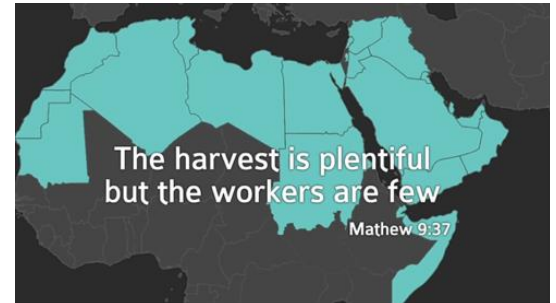 The harvest is plentiful
but the workers are few
Mathew 9:37